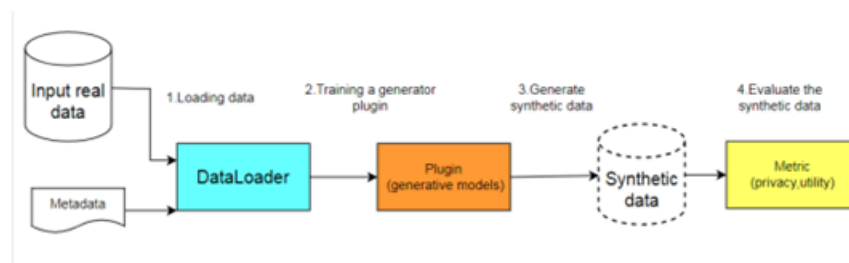 Input real
data
1.Loading data
2.Training a generator
plugin
3.Generate
synthetic data
4.Evaluate the
synthetic data
Metadata
DataLoader
Plugin
(generative models)
Synthetic
data
Metric
(privacy,utility)